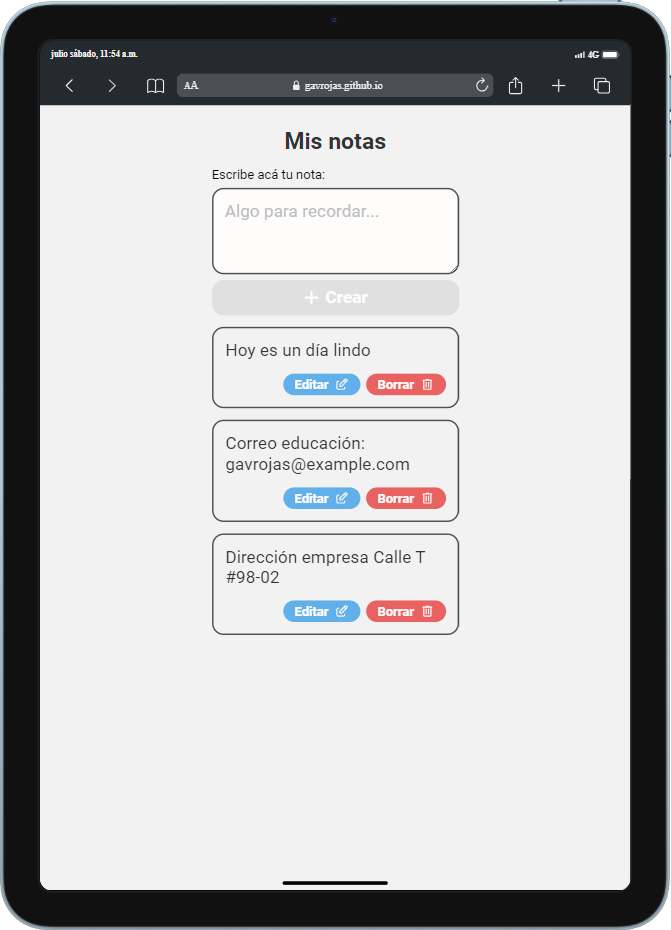 julio sábado, 11:54 a.m.
4G
AA
gavrojas.github.io
Mis notas
Escribe acá tu nota:
Algo para recordar...
+ Crear
Hoy es un día lindo
Editar Borrar
Correo educación:
gavrojas@example.com
Editar Borrar
Dirección empresa Calle T
#98-02
Editar Borrar